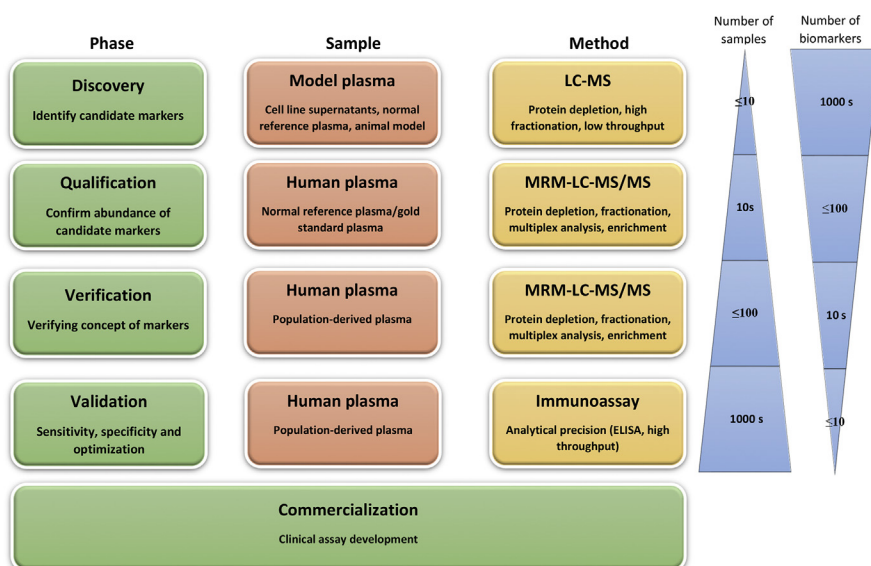 Phase
Sample
Method
Number of
samples
Number of
biomarkers
Discovery
Identify candidate markers
Model plasma
Cell line supernatants, normal
reference plasma, animal model
LC-MS
Protein depletion, high
fractionation, low throughput
≤10
1000 s
Qualification
Confirm abundance of
candidate markers
Human plasma
Normal reference plasma/gold
standard plasma
MRM-LC-MS/MS
Protein depletion, fractionation,
multiplex analysis, enrichment
10s
≤100
Verification
Verifying concept of markers
Human plasma
Population-derived plasma
MRM-LC-MS/MS
Protein depletion, fractionation,
multiplex analysis, enrichment
≤100
10 s
Validation
Sensitivity, specificity and
optimization
Human plasma
Population-derived plasma
Immunoassay
Analytical precision (ELISA, high
throughput)
1000 s
≤10
Commercialization
Clinical assay development